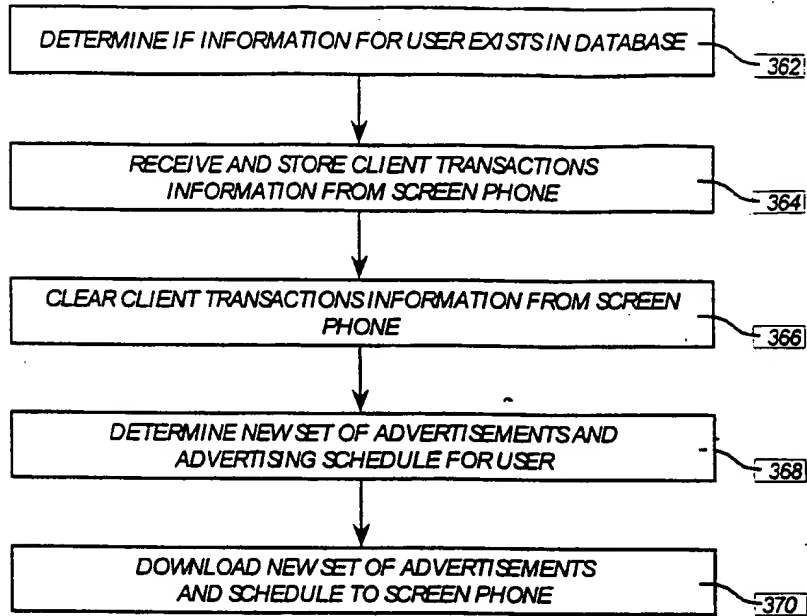 DETERMINE IF INFORMATION FOR USER EXISTS IN DATABASE
362
RECEIVE AND STORE CLIENT TRANSACTIONS
INFORMATION FROM SCREEN PHONE
364
CLEAR CLIENT TRANSACTIONS INFORMATION FROM SCREEN
PHONE
366
DETERMINE NEW SET OF ADVERTISEMENTS AND
ADVERTISING SCHEDULE FOR USER
368
DOWNLOAD NEW SET OF ADVERTISEMENTS
AND SCHEDULE TO SCREEN PHONE
370